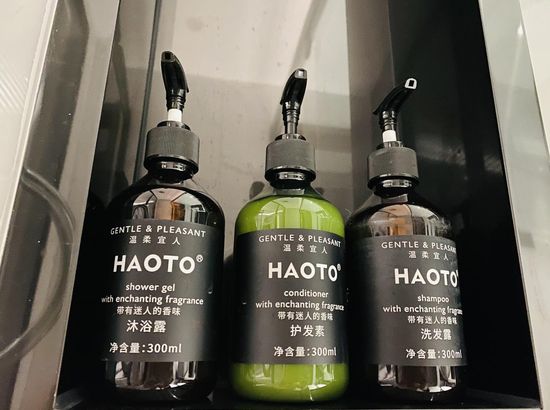 GENTLE & PLEASANT
温柔宜人
HAOTO®
shower gel
with enchanting fragrance
带有迷人的香味
沐浴露
净含量:300ml
GENTLE & PLEASANT
温柔宜人
HAOTO®
conditioner
with enchanting fragrance
带有迷人的香味
护发素
净含量:300ml
GENTLE & PLEASANT
温柔宜人
HAOTO®
shampoo
with enchanting fragrance
带有迷人的香味
洗发露
净含量:300ml